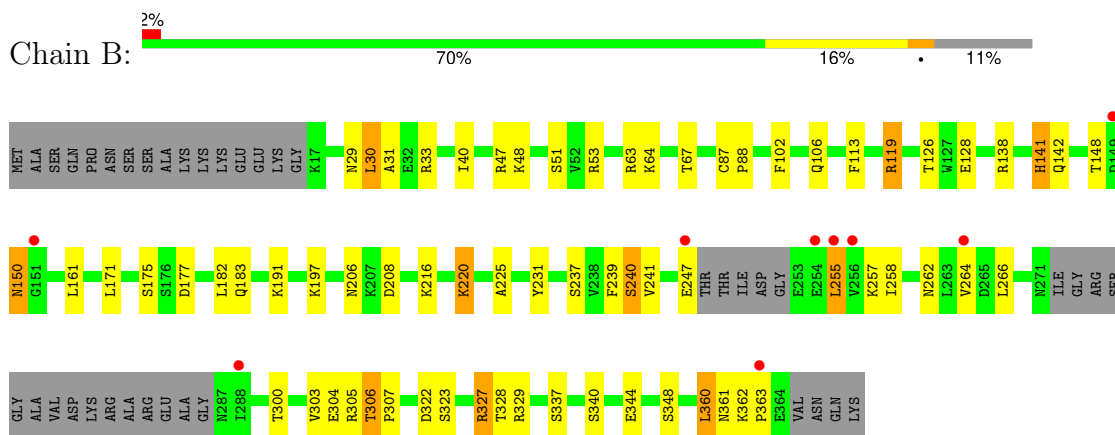 2%
Chain B:
70% 16% • 11%
MET ALA SER GLN PRO ASN SER SER ALA LYS LYS LYS GLU GLU LYS GLY K17 N29 L30 A31 E32 R33 I40 R47 K48 S51 V52 R53 R63 K64 T67 C87 P88 F102 Q106 F113 R119 T126 W127 E128 R138 H141 Q142 T148 D149
N150 G151 L161 L171 S175 S176 D177 L182 Q183 K191 K197 N206 K207 D208 K216 K220 A225 Y231 S237 V238 F239 S240 V241 E247 THR THR ILE ASP GLY E253 E254 L255 V256 K257 I258 N262 L263 V264 D265 L266 N271 ILE GLY ARG SER
GLY ALA VAL ASP LYS ARG ALA ARG GLU ALA GLY N287 I288 T300 V303 E304 R305 T306 P307 D322 S323 R327 T328 R329 S337 S340 E344 S348 L360 N361 K362 P363 E364 VAL ASN GLN LYS